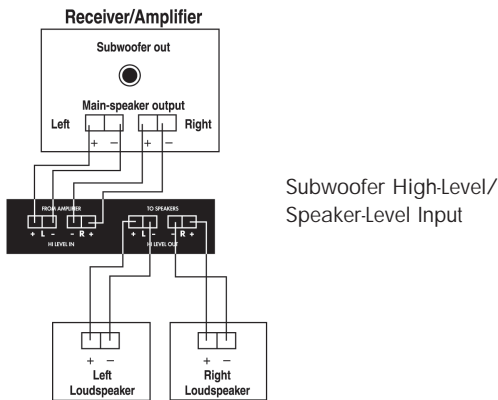 Receiver/Amplifier
Subwoofer out
Main-speaker output
Left Right
+ − + −
FROM AMPLIFIER TO SPEAKERS
+ L - - R + + L - - R +
HI LEVEL IN HI LEVEL OUT
Subwoofer High-Level/
Speaker-Level Input
+ − + −
Left Right
Loudspeaker Loudspeaker